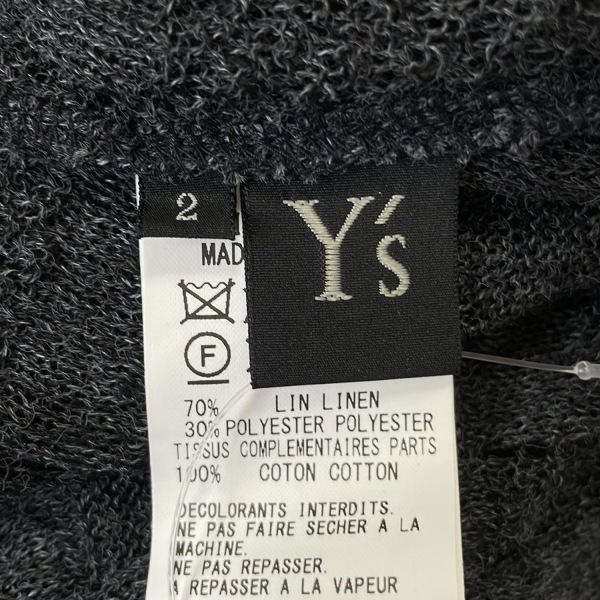 2
Y's
MAD
F
70% LIN LINEN
30% POLYESTER POLYESTER
TISSUS COMPLEMENTAIRES PARTS
100% COTON COTTON
DECOLORANTS INTERDITS.
NE PAS FAIRE SECHER A LA
MACHINE.
NE PAS REPASSER.
A REPASSER A LA VAPEUR